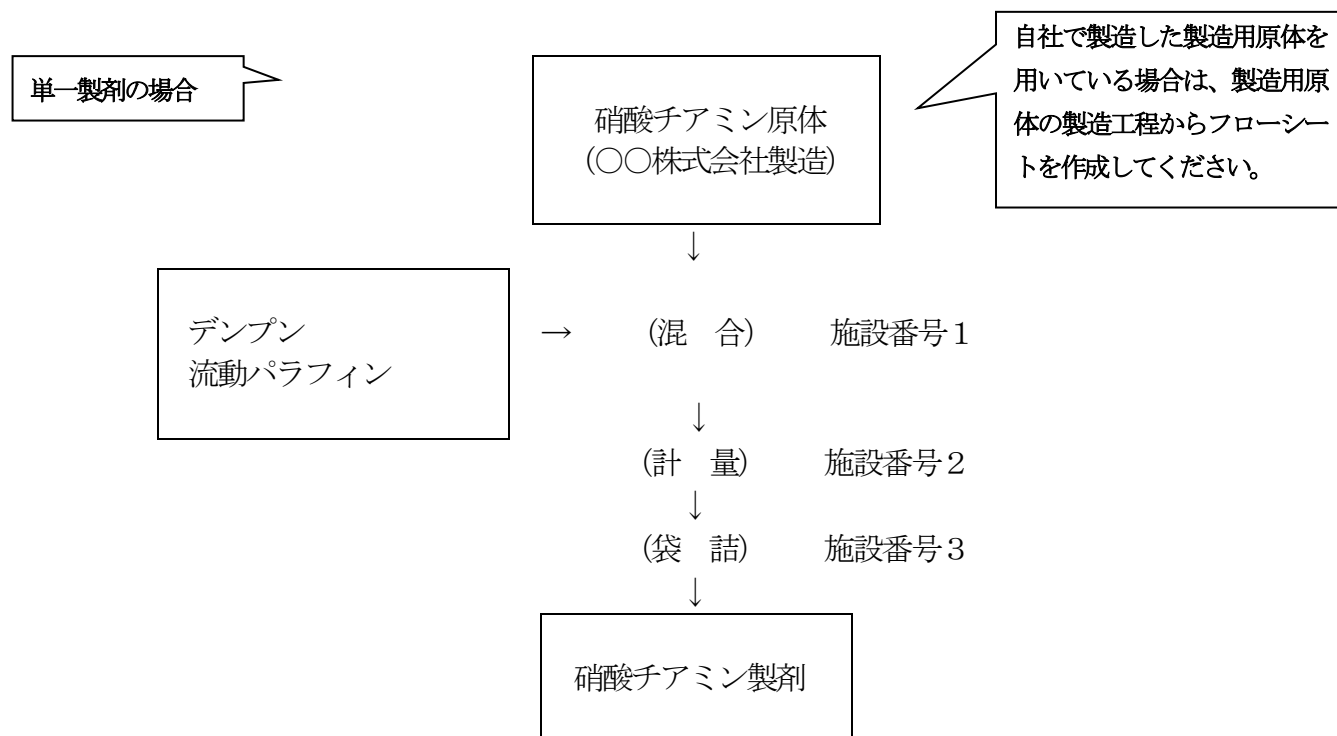 単一製剤の場合
自社で製造した製造用原体を
用いている場合は、製造用原
体の製造工程からフローシー
トを作成してください。
硝酸チアミン原体
(○○株式会社製造)
↓
デンプン
流動パラフィン
→ (混　合) 施設番号1
↓
(計　量) 施設番号2
↓
(袋　詰) 施設番号3
↓
硝酸チアミン製剤